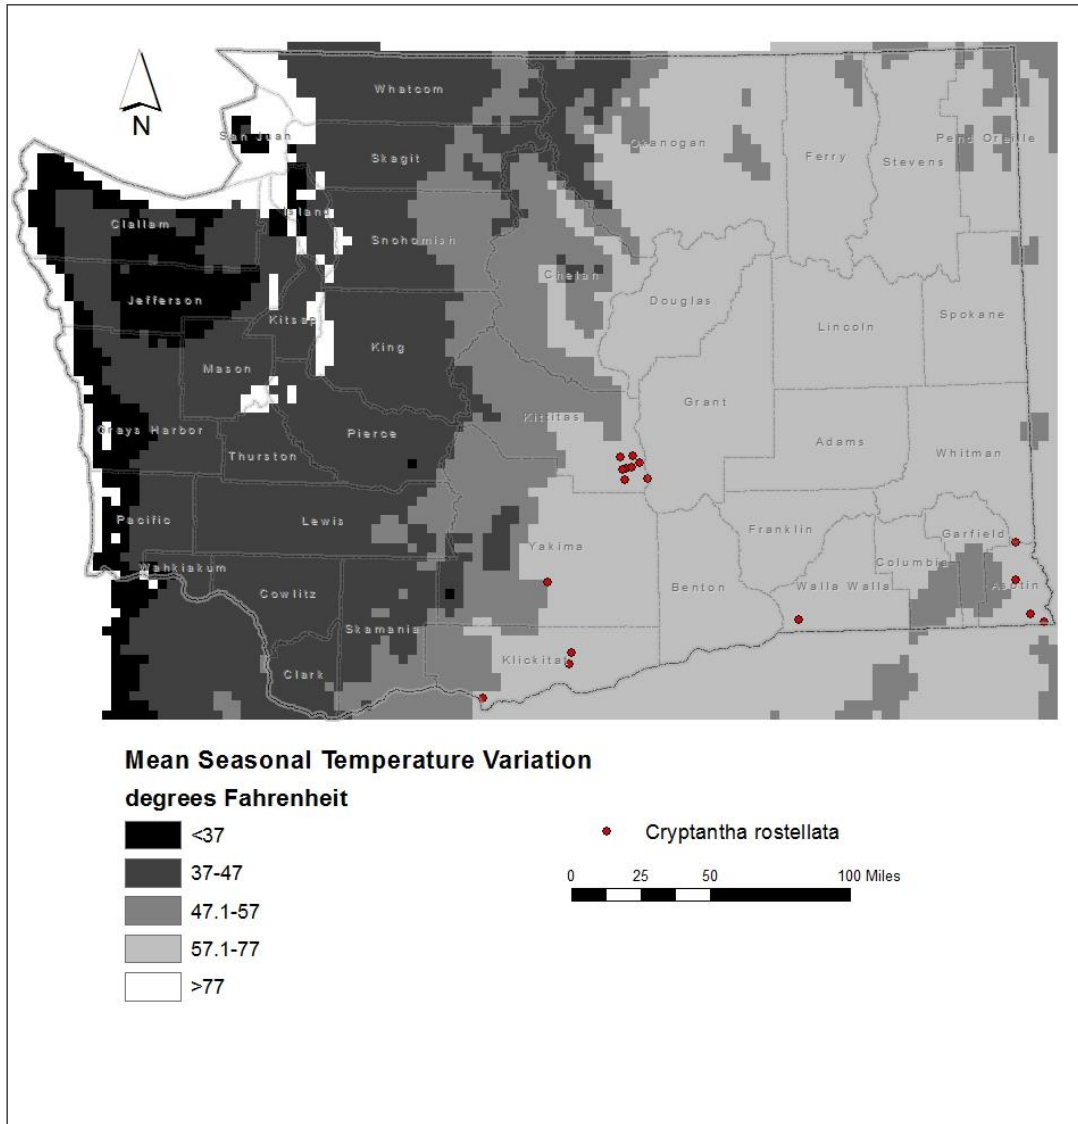 N
Whatcom
San Juan
Skagit
Okanogan
Ferry
Stevens
Pend Oreille
Island
Clallam
Snohomish
Chelan
Jefferson
Douglas
Kitsap
Lincoln
Spokane
King
Mason
Grant
Kittitas
Grays Harbor
Pierce
Adams
Thurston
Whitman
Pacific
Lewis
Yakima
Franklin
Garfield
Wahkiakum
Columbia
Cowlitz
Benton
Walla Walla
Asotin
Skamania
Clark
Klickitat
Mean Seasonal Temperature Variation
degrees Fahrenheit
<37
37-47
47.1-57
57.1-77
>77
Cryptantha rostellata
0 25 50 100 Miles